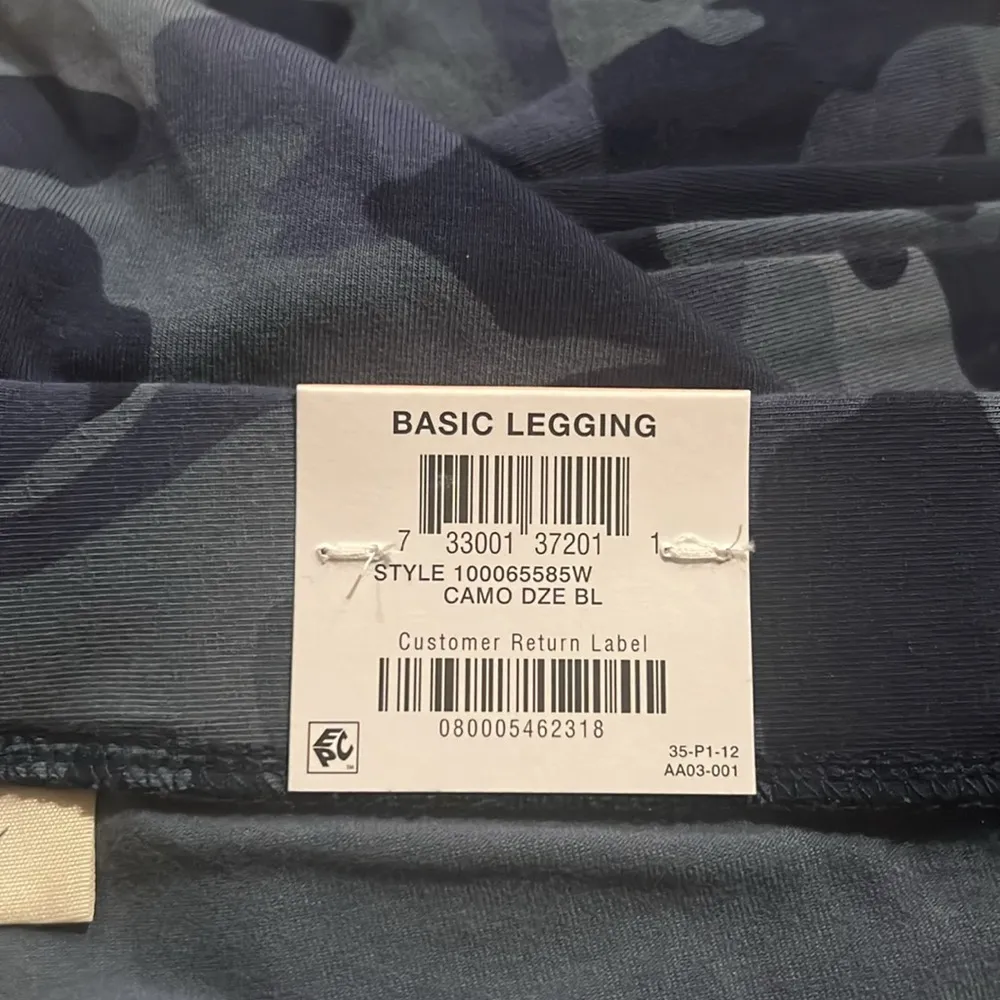 BASIC LEGGING
7 33001 37201 1
STYLE 100065585W
CAMO DZE BL
Customer Return Label
080005462318
EPC
SM
35-P1-12
AA03-001